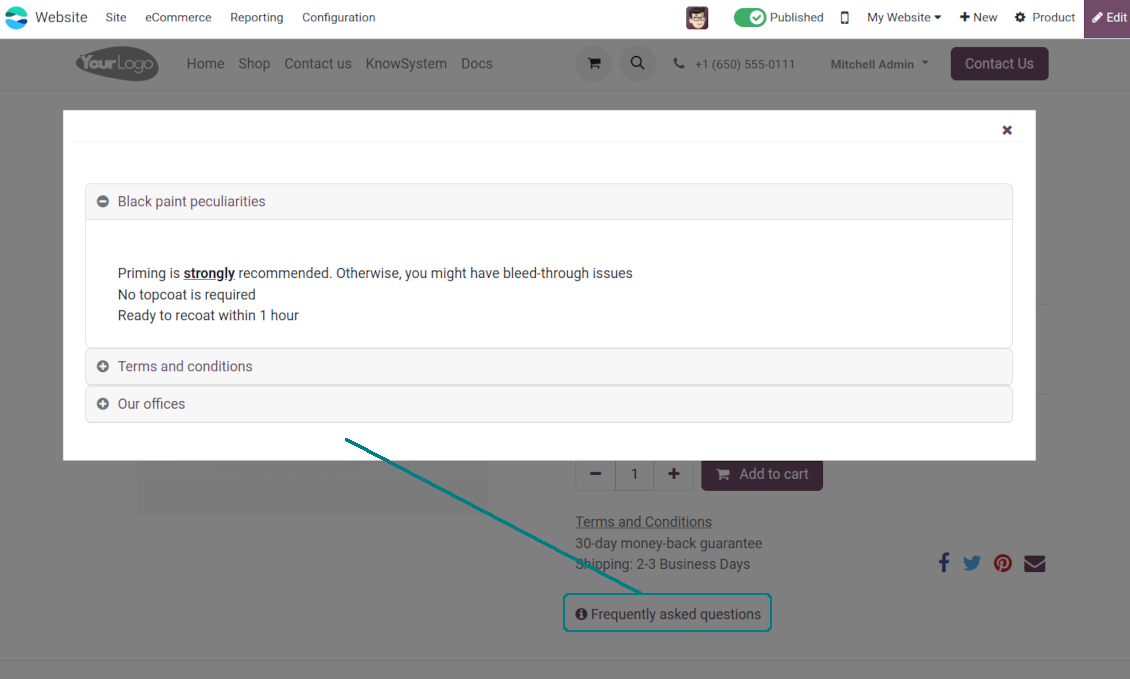 Website Site eCommerce Reporting Configuration Published My Website New Product Edit
YourLogo Home Shop Contact us KnowSystem Docs +1 (650) 555-0111 Mitchell Admin Contact Us
Black paint peculiarities
Priming is strongly recommended. Otherwise, you might have bleed-through issues
No topcoat is required
Ready to recoat within 1 hour
Terms and conditions
Our offices
1 Add to cart
Terms and Conditions
30-day money-back guarantee
Shipping: 2-3 Business Days
Frequently asked questions